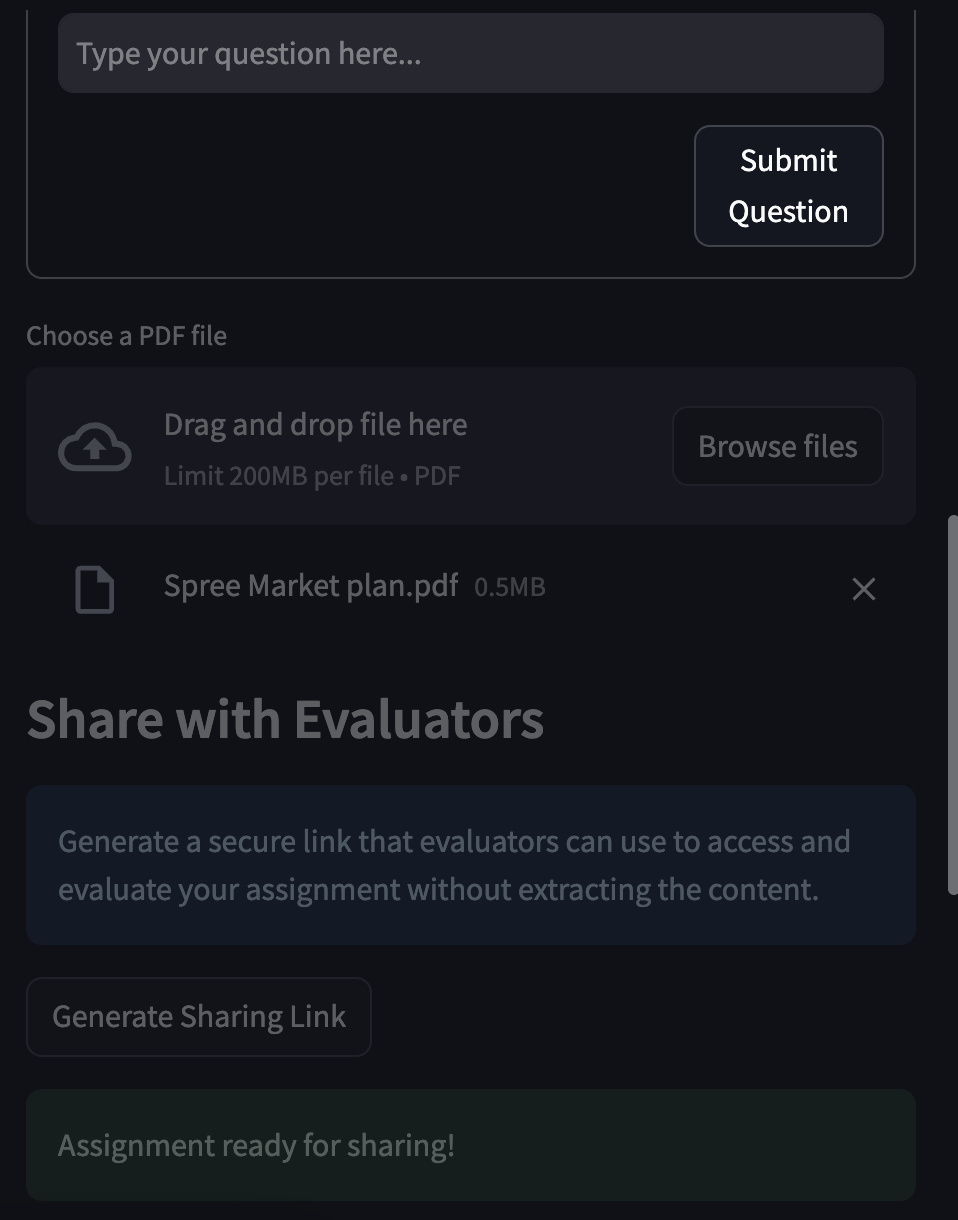 Type your question here...
Submit
Question
Choose a PDF file
Drag and drop file here
Limit 200MB per file • PDF
Browse files
Spree Market plan.pdf 0.5MB
Share with Evaluators
Generate a secure link that evaluators can use to access and
evaluate your assignment without extracting the content.
Generate Sharing Link
Assignment ready for sharing!